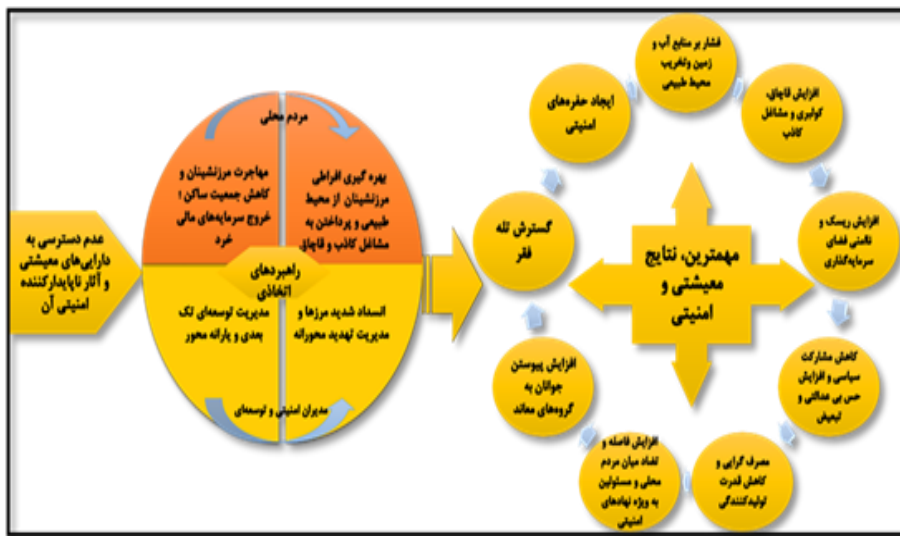 عدم دسترسی به
دارایی‌های معیشتی
و آثار ناپایدارکننده
امنیتی آن
مردم محلی
مهاجرت مرزنشینان و
کاهش جمعیت ساکن ؛
خروج سرمایه‌های مالی
خرد
بهره گیری افراطی
مرزنشینان از محیط
طبیعی و پرداختن به
مشاغل کاذب و قاچاق
راهبردهای
اتخاذی
مدیریت توسعه‌ای تک
بعدی و یارانه محور
انسداد شدید مرزها و
مدیریت تهدید محورانه
مدیران امنیتی و توسعه‌ای
مهمترین، نتایج
معیشتی و
امنیتی
فشار بر منابع آب و
زمین وتخریب
محیط طبیعی
افزایش قاچاق،
کولبری و مشاغل
کاذب
افزایش ریسک و
ناامنی فضای
سرمایه‌گذاری
کاهش مشارکت
سیاسی و افزایش
حس بی عدالتی و
تبعیض
مصرف گرایی و
کاهش قدرت
تولیدکنندگی
افزایش فاصله و
تضاد میان مردم
محلی و مسئولین
به ویژه نهادهای
امنیتی
افزایش پیوستن
جوانان به
گروه‌های معاند
گسترش تله
فقر
ایجاد حفره‌های
امنیتی